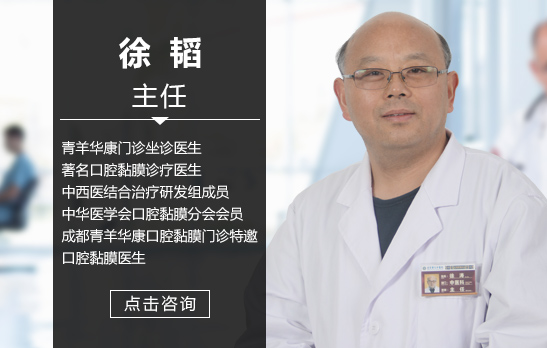 徐 韬
主任
青羊华康门诊坐诊医生
著名口腔黏膜诊疗医生
中西医结合治疗研发组成员
中华医学会口腔黏膜分会会员
成都青羊华康口腔黏膜门诊特邀
口腔黏膜医生
点击咨询